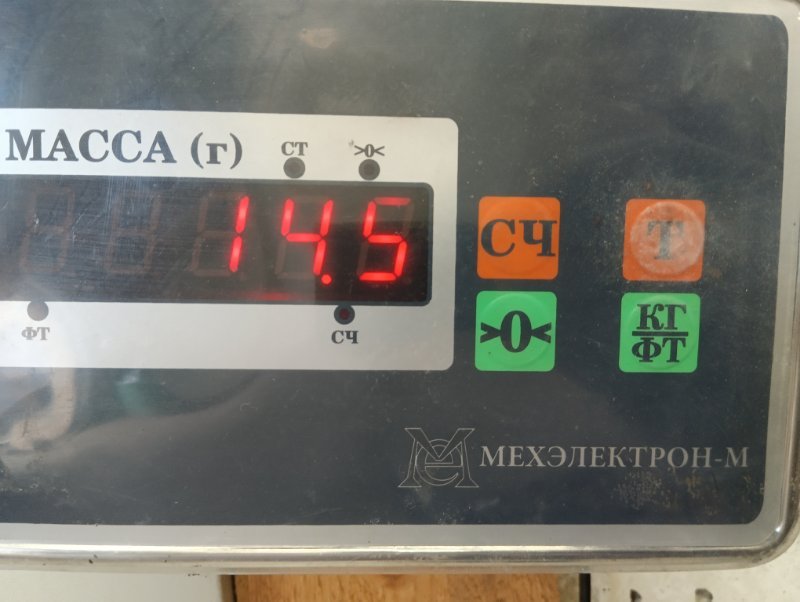 МАССА (г)
СТ
>0<
14.5
ФТ
СЧ
СЧ
Т
>0<
КГ
ФТ
МЕХЭЛЕКТРОН-М